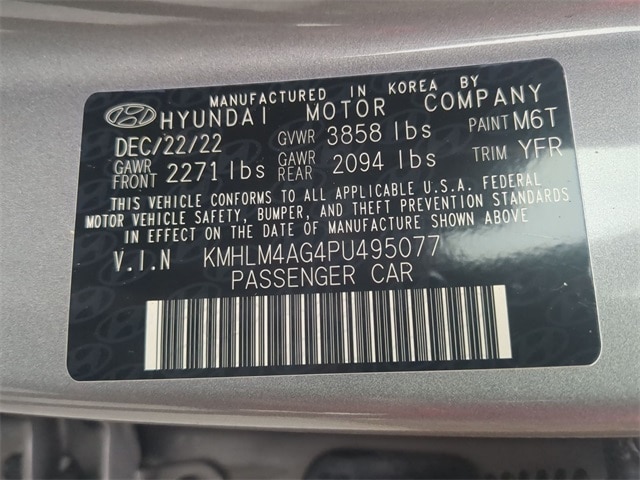 MANUFACTURED IN KOREA BY
HYUNDAI MOTOR COMPANY
DEC/22/22 GVWR 3858 lbs PAINT M6T
GAWR FRONT 2271 lbs GAWR REAR 2094 lbs TRIM YFR
THIS VEHICLE CONFORMS TO ALL APPLICABLE U.S.A. FEDERAL
MOTOR VEHICLE SAFETY, BUMPER, AND THEFT PREVENTION STANDARDS
IN EFFECT ON THE DATE OF MANUFACTURE SHOWN ABOVE.
V.I.N KMHLM4AG4PU495077
PASSENGER CAR